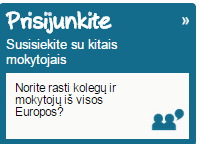 Prisijunkite »
Susisiekite su kitais
mokytojais
Norite rasti kolegų ir
mokytojų iš visos
Europos?